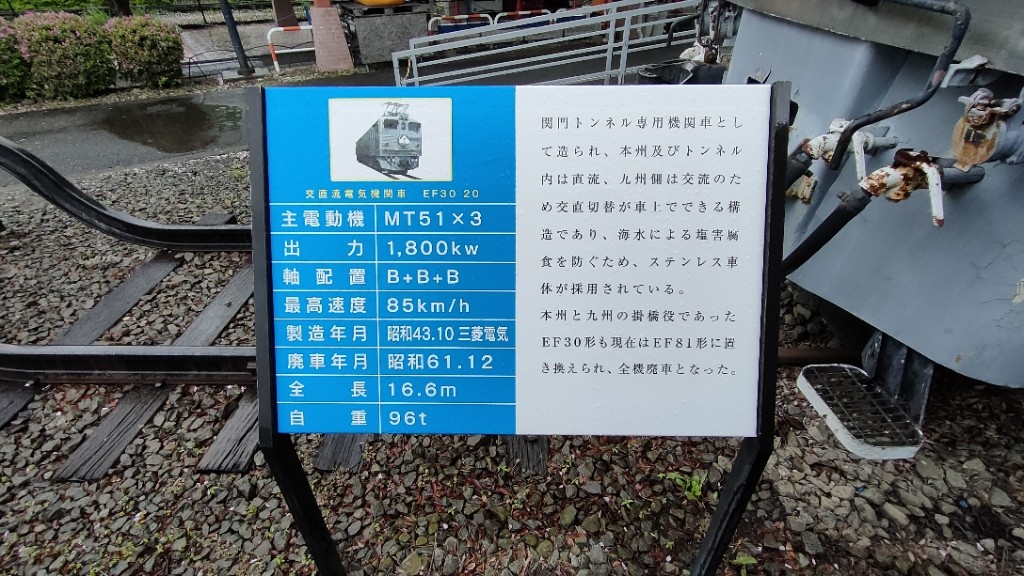 交直流電気機関車 EF30 20
主電動機 MT51×3
出力 1,800kw
軸配置 B+B+B
最高速度 85km/h
製造年月 昭和43.10 三菱電気
廃車年月 昭和61.12
全長 16.6m
自重 96t
関門トンネル専用機関車とし
て造られ、本州及びトンネル
内は直流、九州側は交流のた
め交直切替が車上でできる構
造であり、海水による塩害腐
食を防ぐため、ステンレス車
体が採用されている。
本州と九州の掛橋役であった
EF30形も現在はEF81形に置
き換えられ、全機廃車となった。